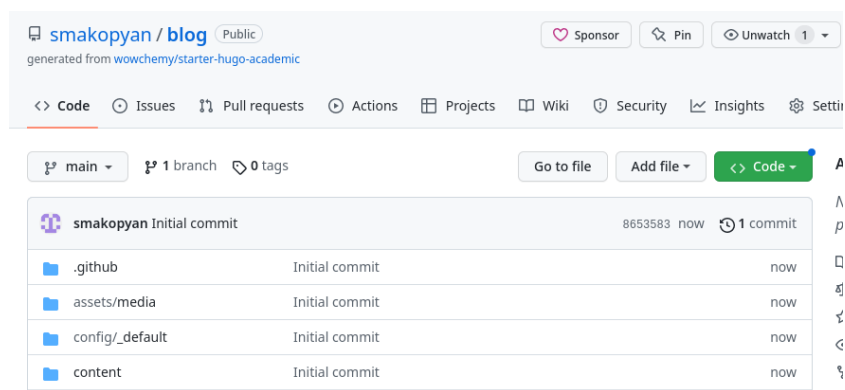 smakopyan / blog Public
generated from wowchemy/starter-hugo-academic
Sponsor
Pin
Unwatch 1
Code
Issues
Pull requests
Actions
Projects
Wiki
Security
Insights
main
1 branch
0 tags
Go to file
Add file
Code
smakopyan Initial commit
8653583 now
1 commit
.github Initial commit now
assets/media Initial commit now
config/_default Initial commit now
content Initial commit now